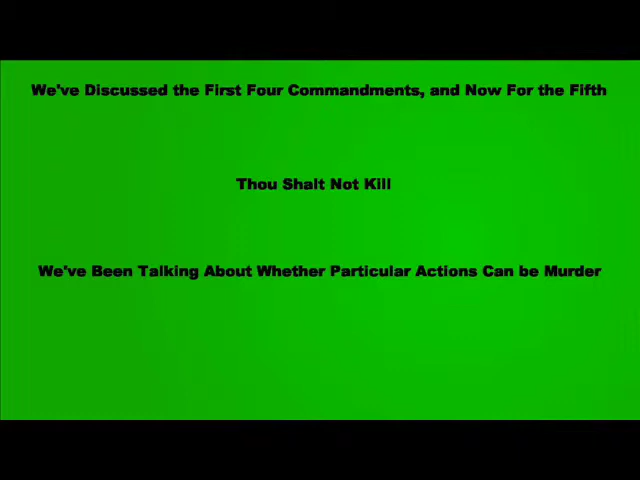 We've Discussed the First Four Commandments, and Now For the Fifth
Thou Shalt Not Kill
We've Been Talking About Whether Particular Actions Can be Murder